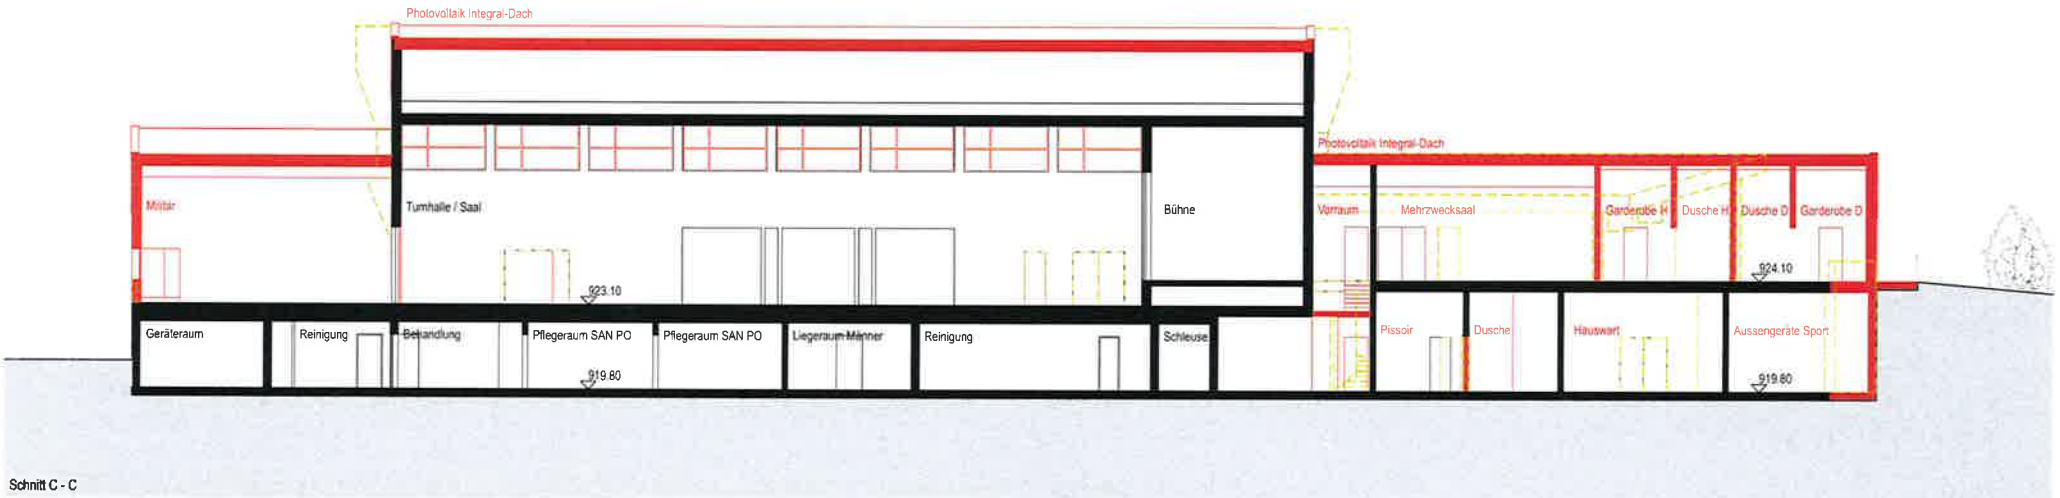 Photovoltaik Integral-Dach
Photovoltaik Integral-Dach
Militär
Turnhalle / Saal
Bühne
Vorraum
Mehrzwecksaal
Garderobe H
Dusche H
Dusche D
Garderobe D
923.10
924.10
Geräteraum
Reinigung
Behandlung
Pflegeraum SAN PO
Pflegeraum SAN PO
Liegeraum Männer
Reinigung
Schleuse
Pissoir
Dusche
Hauswart
Aussengeräte Sport
919.80
919.80
Schnitt C - C